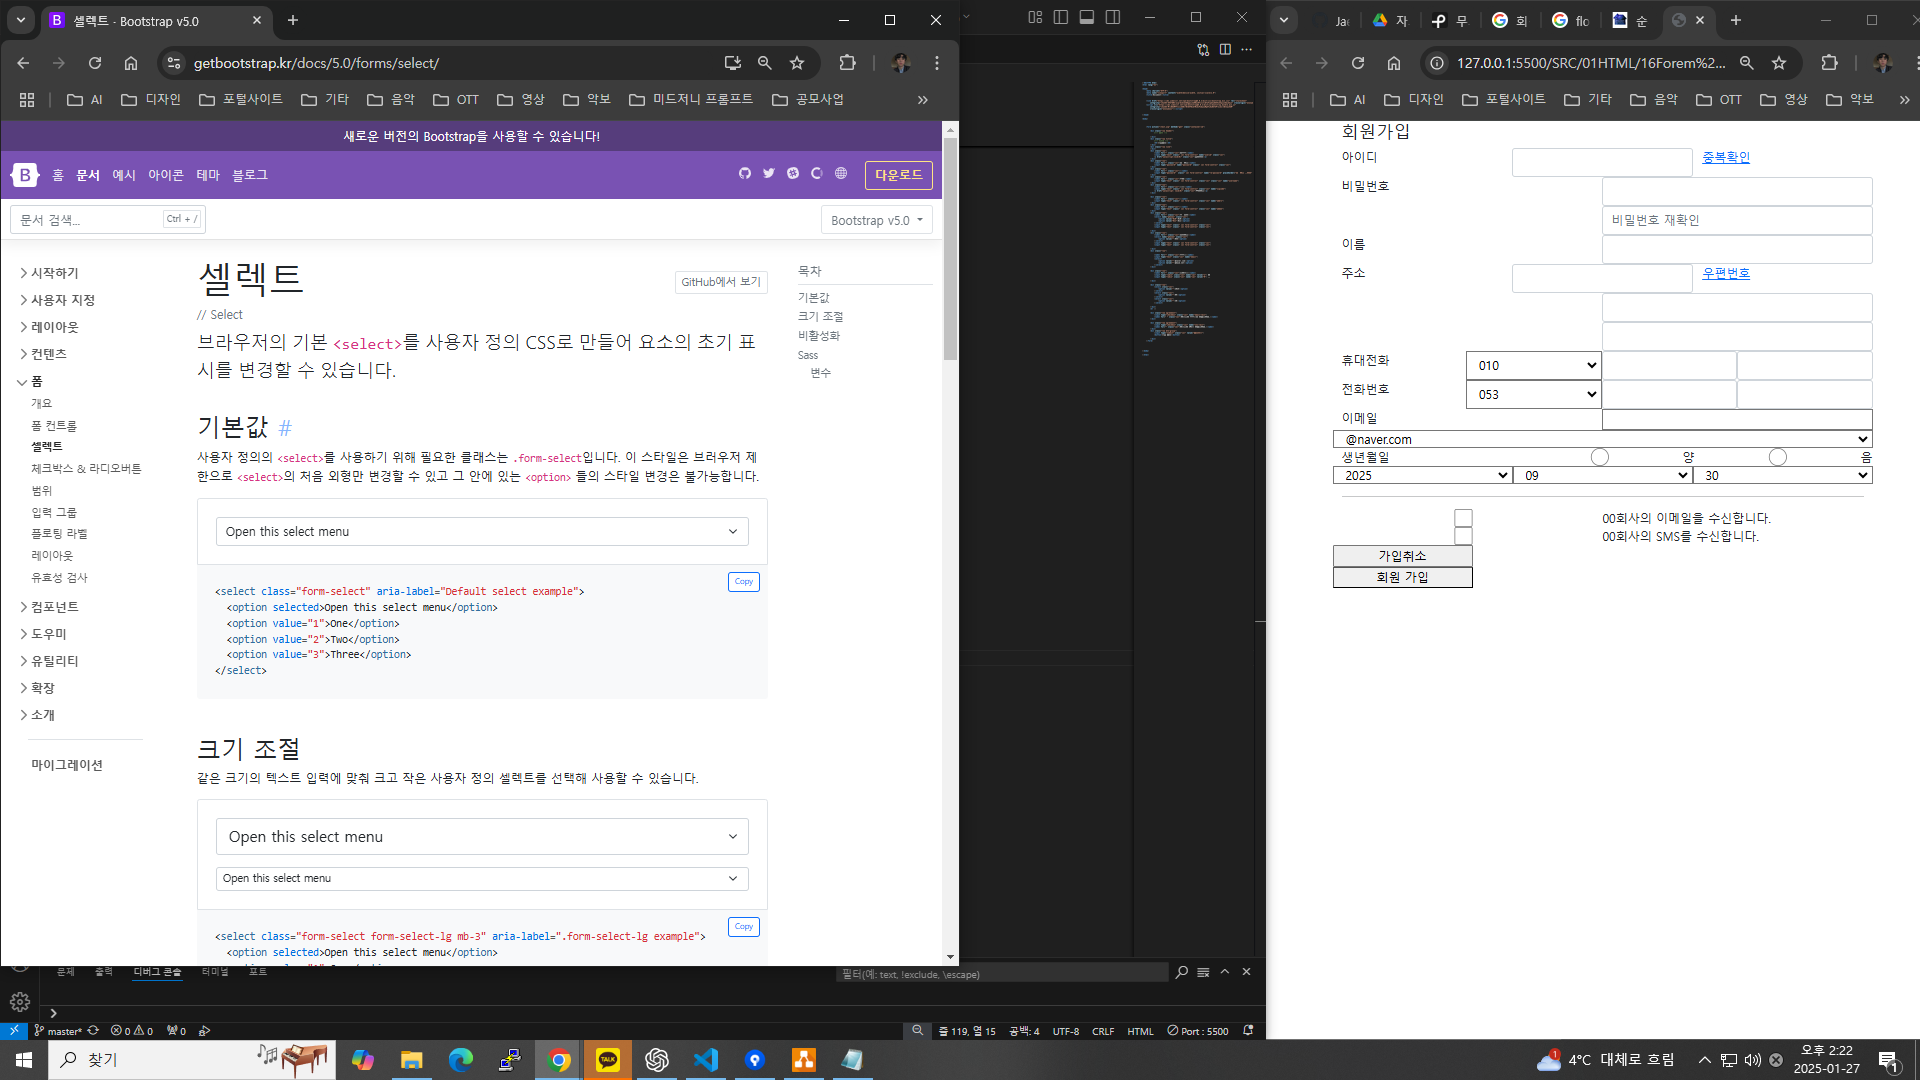 셀렉트 · Bootstrap v5.0
getbootstrap.kr/docs/5.0/forms/select/
AI 디자인 포털사이트 기타 음악 OTT 영상 악보 미드저니 프롬프트 공모사업
새로운 버전의 Bootstrap을 사용할 수 있습니다!
B 홈 문서 예시 아이콘 테마 블로그 다운로드
문서 검색... Ctrl + /
Bootstrap v5.0
시작하기
사용자 지정
레이아웃
컨텐츠
폼
개요
폼 컨트롤
셀렉트
체크박스 & 라디오버튼
범위
입력 그룹
플로팅 라벨
레이아웃
유효성 검사
컴포넌트
도우미
유틸리티
확장
소개
마이그레이션
셀렉트
GitHub에서 보기
// Select
브라우저의 기본 <select>를 사용자 정의 CSS로 만들어 요소의 초기 표
시를 변경할 수 있습니다.
기본값 #
사용자 정의의 <select>를 사용하기 위해 필요한 클래스는 .form-select입니다. 이 스타일은 브러우저 제
한으로 <select>의 처음 외형만 변경할 수 있고 그 안에 있는 <option> 들의 스타일 변경은 불가능합니다.
Open this select menu
Copy
<select class="form-select" aria-label="Default select example">
<option selected>Open this select menu</option>
<option value="1">One</option>
<option value="2">Two</option>
<option value="3">Three</option>
</select>
크기 조절
같은 크기의 텍스트 입력에 맞춰 크고 작은 사용자 정의 셀렉트를 선택해 사용할 수 있습니다.
Open this select menu
Open this select menu
Copy
<select class="form-select form-select-lg mb-3" aria-label=".form-select-lg example">
<option selected>Open this select menu</option>
목차
기본값
크기 조절
비활성화
Sass
변수
문제 출력 디버그 콘솔 터미널 포트
필터(예: text, !exclude, \escape)
master* 0 0 0
줄 119, 열 15 공백: 4 UTF-8 CRLF HTML Port : 5500
자 무 회 flo 순
127.0.0.1:5500/SRC/01HTML/16Forem%2...
AI 디자인 포털사이트 기타 음악 OTT 영상 악보
회원가입
아이디 중복확인
비밀번호
비밀번호 재확인
이름
주소 우편번호
휴대전화 010
전화번호 053
이메일
@naver.com
생년월일 양 음
2025 09 30
00회사의 이메일을 수신합니다.
00회사의 SMS를 수신합니다.
가입취소
회원 가입
찾기
TALK
1 4°C 대체로 흐림
오후 2:22
2025-01-27
1